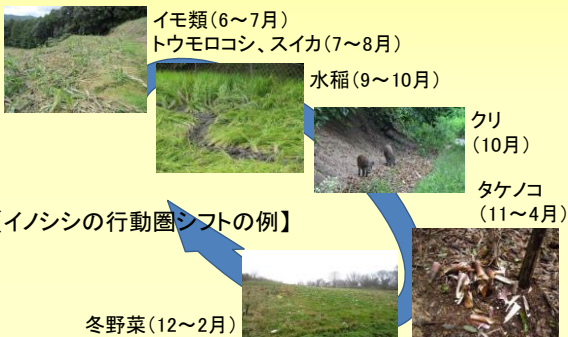 イモ類(6～7月)
トウモロコシ、スイカ(7～8月)
水稲(9～10月)
クリ
(10月)
タケノコ
(11～4月)
【イノシシの行動圏シフトの例】
冬野菜(12～2月)